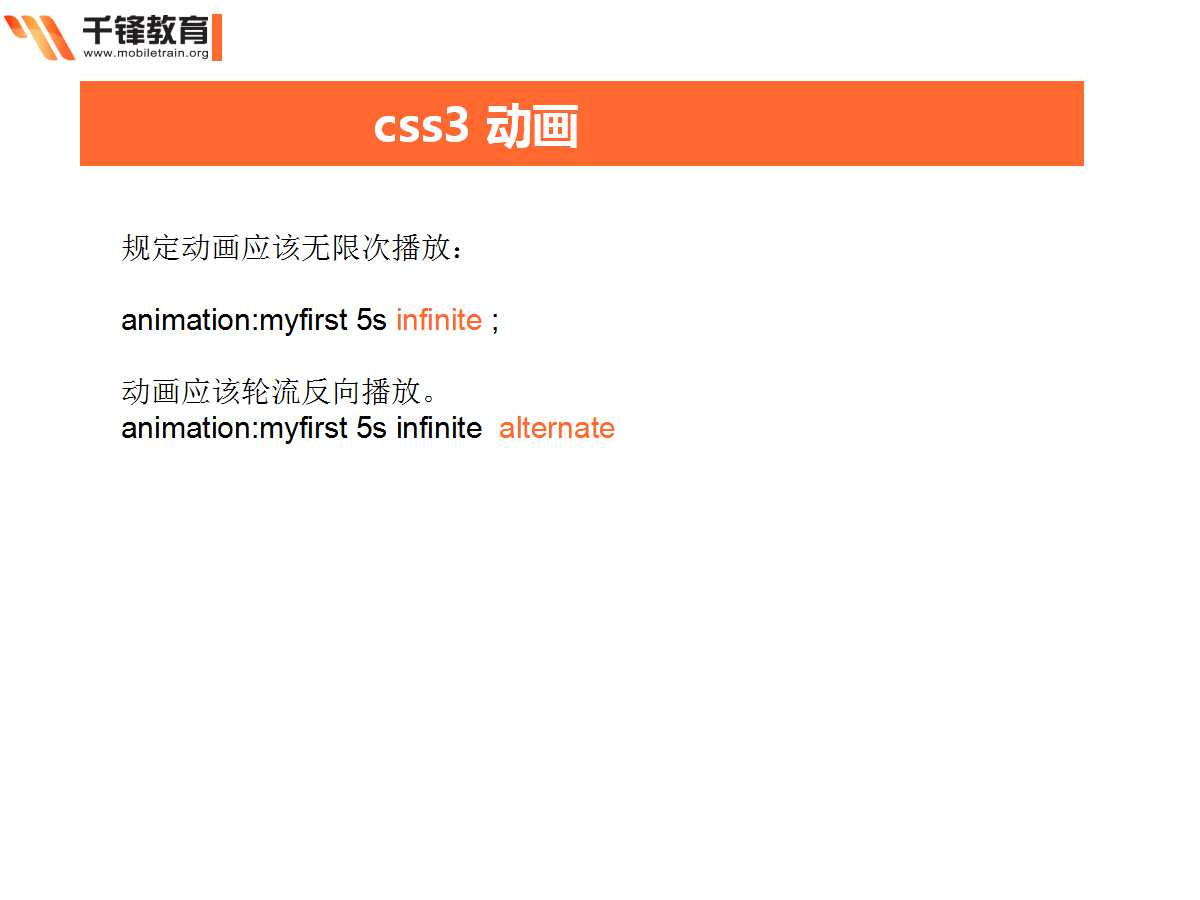 千锋教育
www.mobiletrain.org
css3 动画
规定动画应该无限次播放：
animation:myfirst 5s infinite ;
动画应该轮流反向播放。
animation:myfirst 5s infinite  alternate